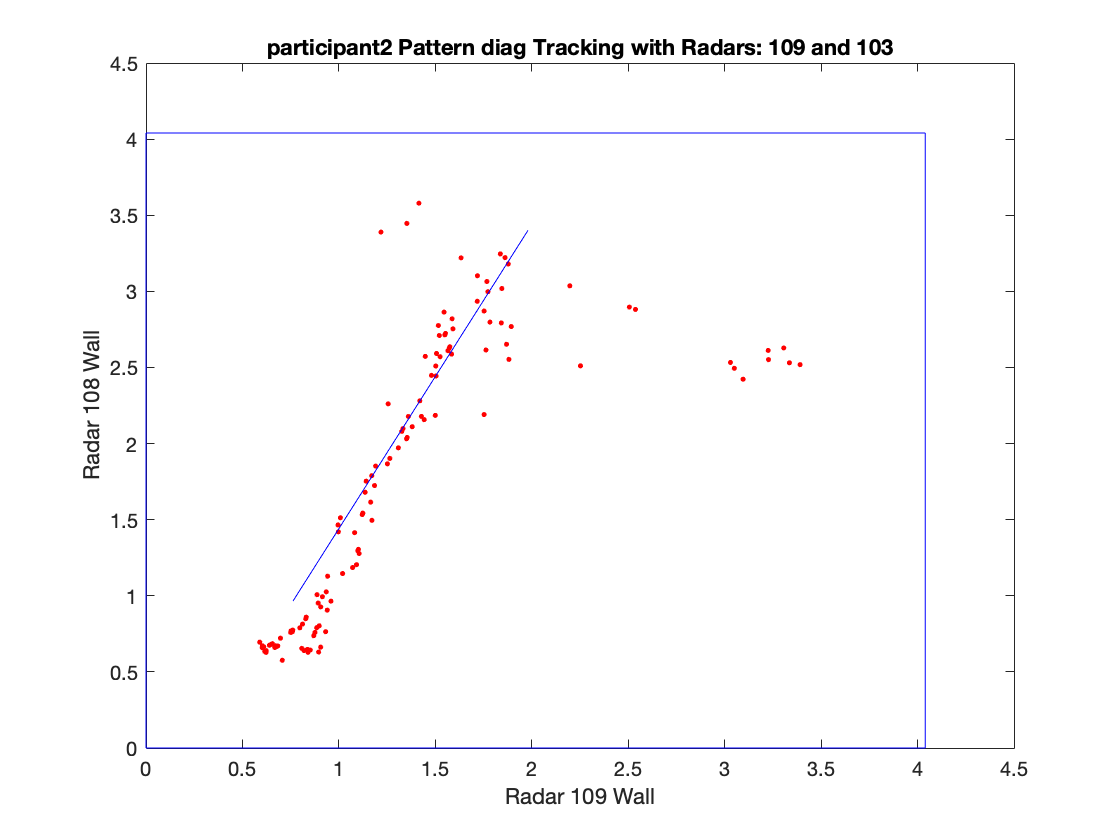 participant2 Pattern diag Tracking with Radars: 109 and 103
4.5
4
3.5
3
2.5
2
1.5
1
0.5
0
Radar 108 Wall
0 0.5 1 1.5 2 2.5 3 3.5 4 4.5
Radar 109 Wall